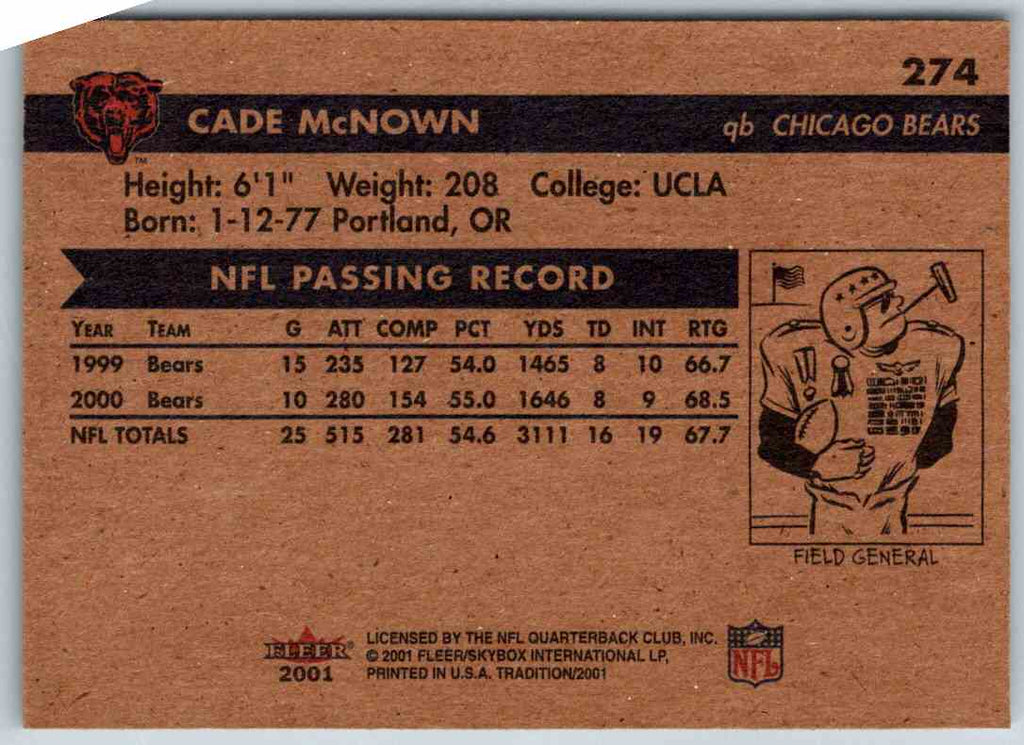 274
CADE McNOWN qb CHICAGO BEARS
TM
Height: 6'1" Weight: 208 College: UCLA
Born: 1-12-77 Portland, OR
NFL PASSING RECORD
YEAR TEAM G ATT COMP PCT YDS TD INT RTG
1999 Bears 15 235 127 54.0 1465 8 10 66.7
2000 Bears 10 280 154 55.0 1646 8 9 68.5
NFL TOTALS 25 515 281 54.6 3111 16 19 67.7
FIELD GENERAL
FLEER®
2001
LICENSED BY THE NFL QUARTERBACK CLUB, INC.
© 2001 FLEER/SKYBOX INTERNATIONAL LP,
PRINTED IN U.S.A. TRADITION/2001
NFL